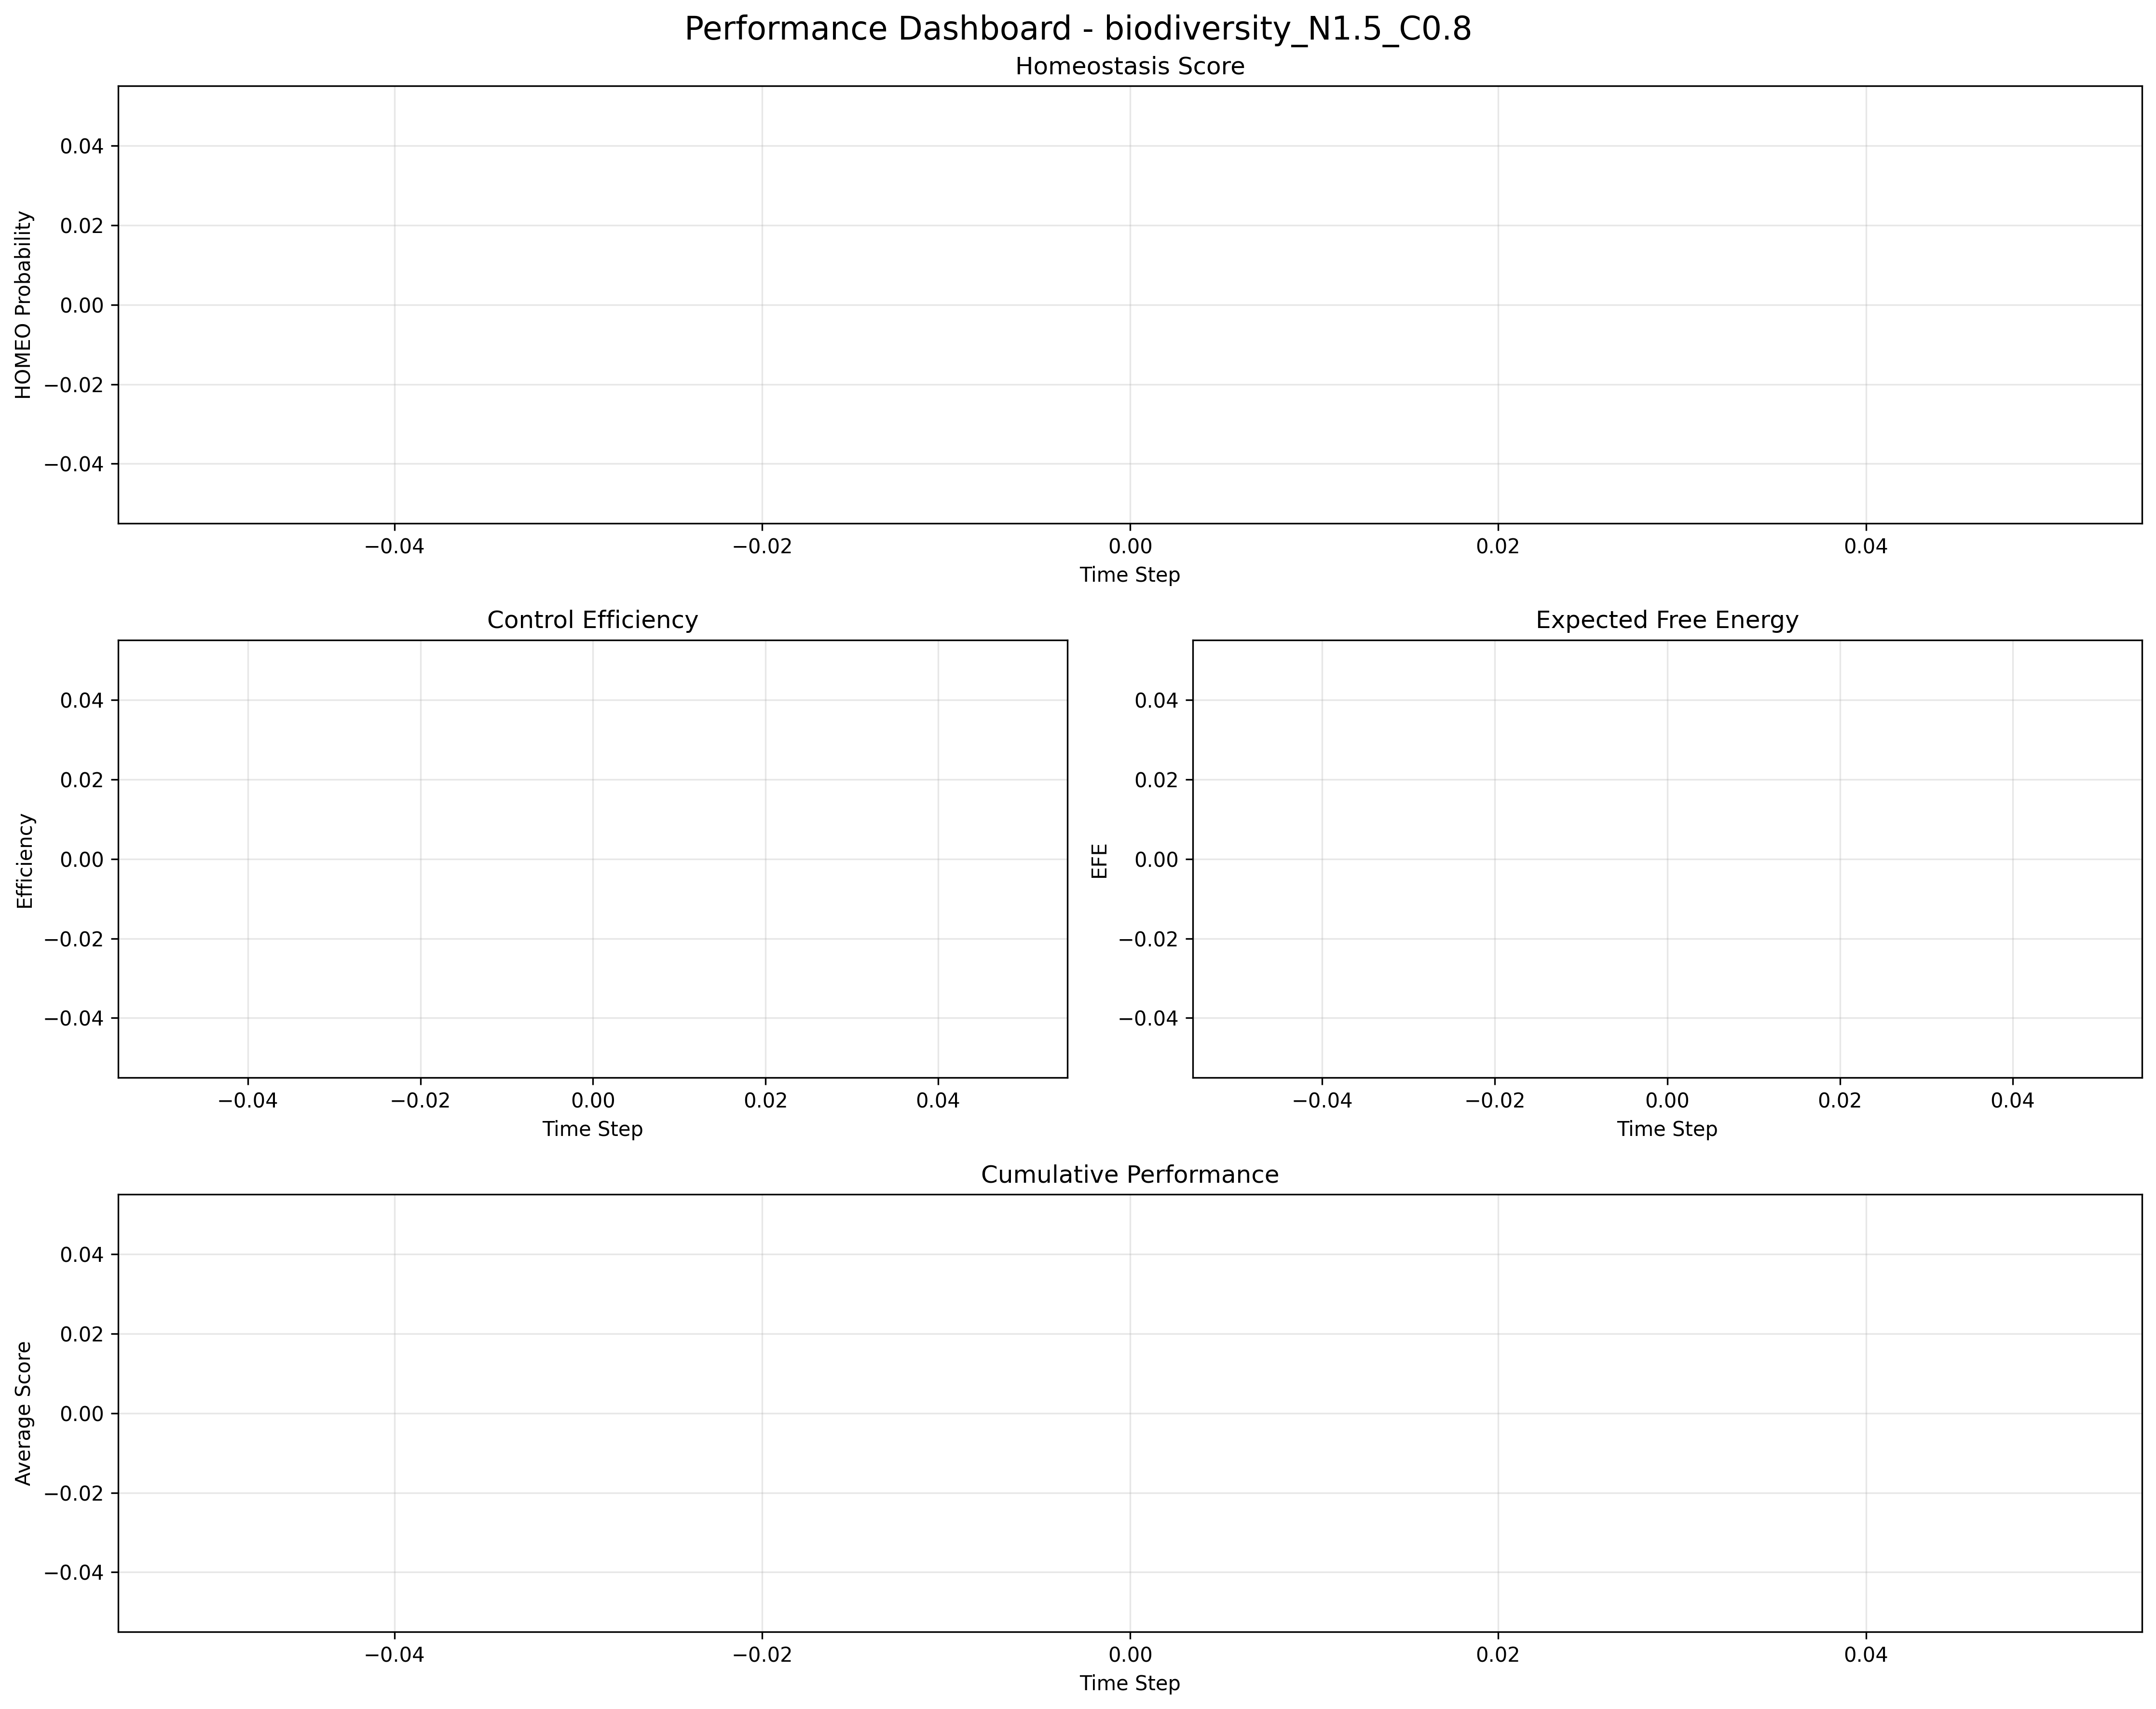 Performance Dashboard - biodiversity_N1.5_C0.8
Homeostasis Score
HOMEO Probability
0.04
0.02
0.00
−0.02
−0.04
−0.04 −0.02 0.00 0.02 0.04
Time Step
Control Efficiency
Efficiency
0.04
0.02
0.00
−0.02
−0.04
−0.04 −0.02 0.00 0.02 0.04
Time Step
Expected Free Energy
EFE
0.04
0.02
0.00
−0.02
−0.04
−0.04 −0.02 0.00 0.02 0.04
Time Step
Cumulative Performance
Average Score
0.04
0.02
0.00
−0.02
−0.04
−0.04 −0.02 0.00 0.02 0.04
Time Step